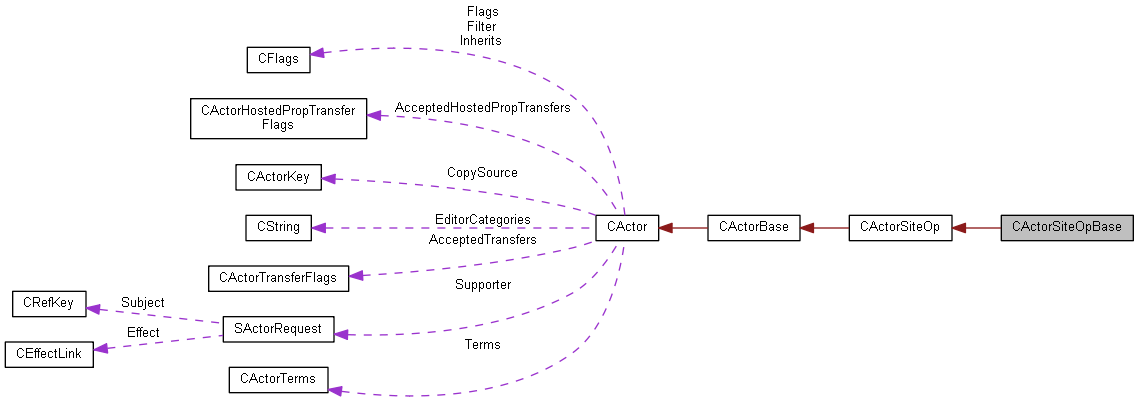 Flags
Filter
Inherits
CFlags
CActorHostedPropTransfer
Flags
AcceptedHostedPropTransfers
CActorKey
CopySource
CString
EditorCategories
CActor
CActorBase
CActorSiteOp
CActorSiteOpBase
AcceptedTransfers
CActorTransferFlags
Supporter
CRefKey
Subject
SActorRequest
Effect
CEffectLink
Terms
CActorTerms